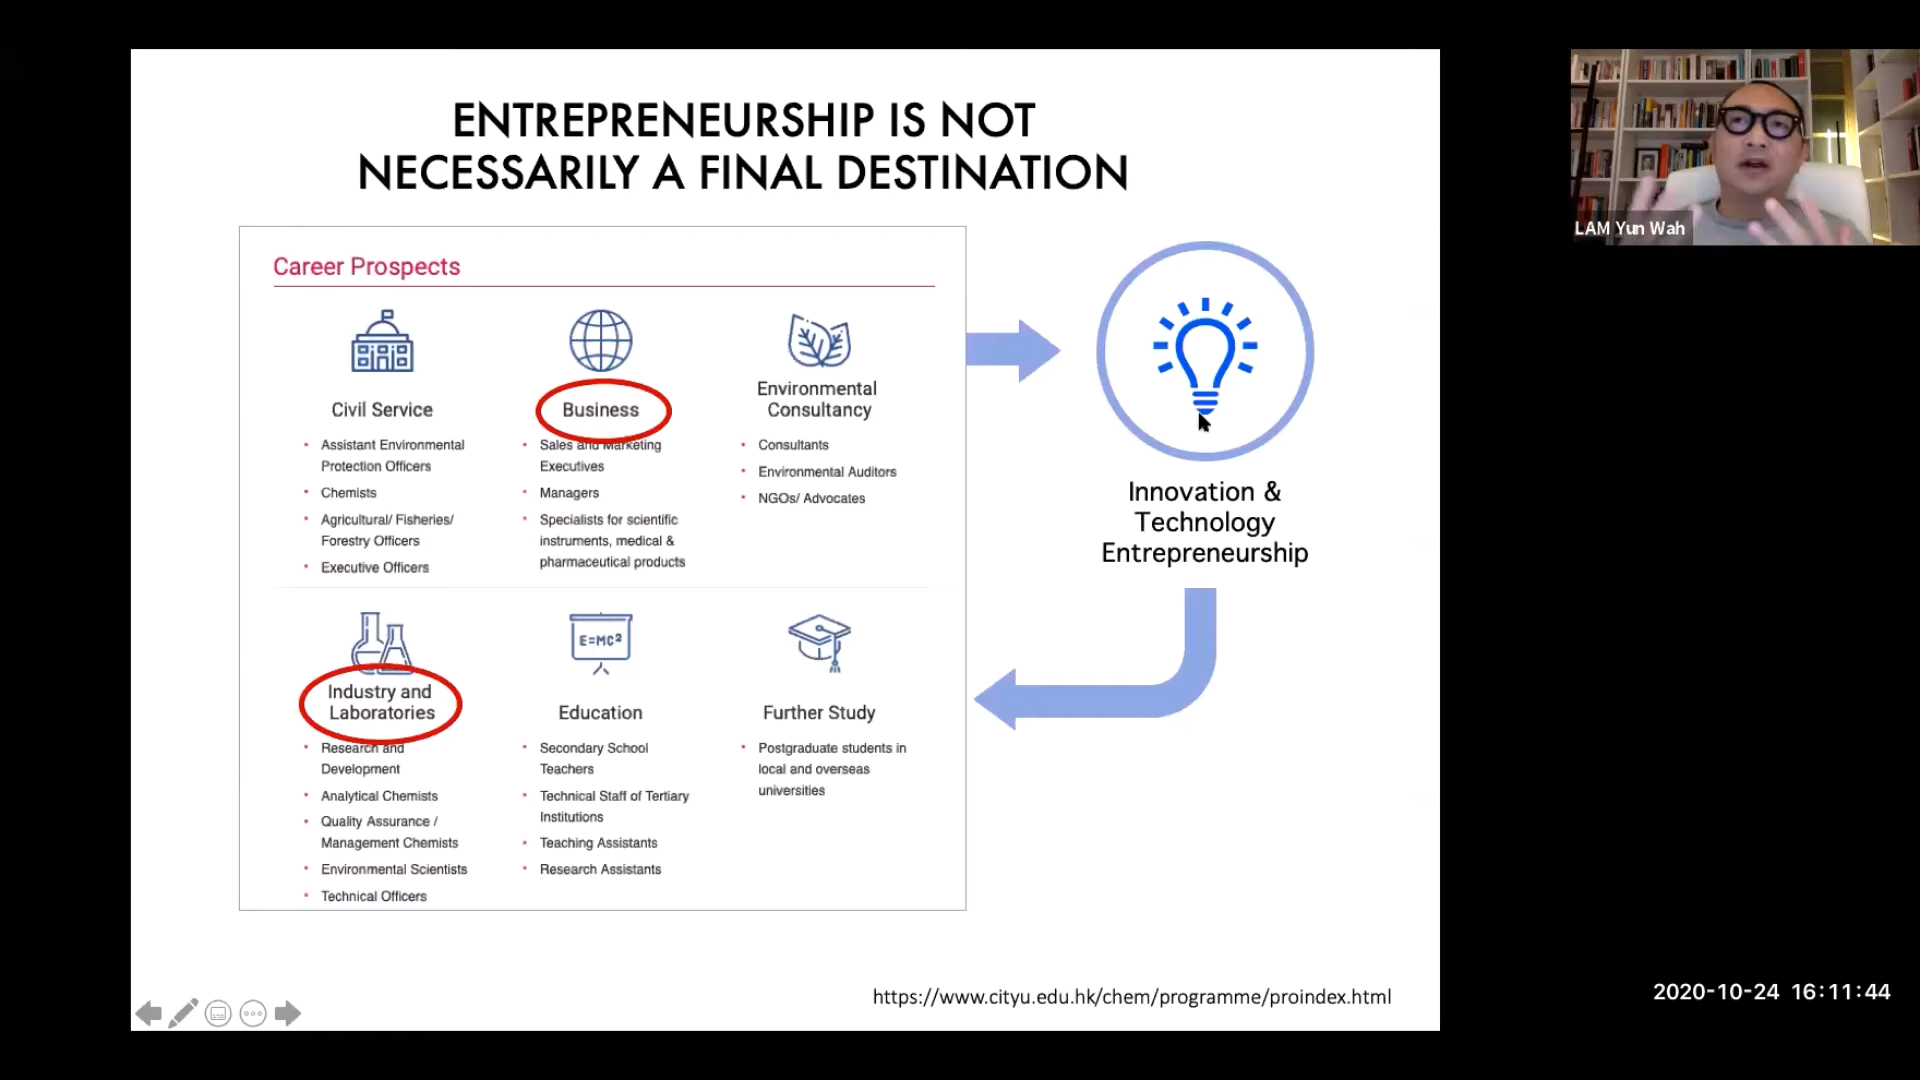 ENTREPRENEURSHIP IS NOT
NECESSARILY A FINAL DESTINATION
LAM Yun Wah
Career Prospects
Civil Service
• Assistant Environmental
Protection Officers
• Chemists
• Agricultural/ Fisheries/
Forestry Officers
• Executive Officers
Business
• Sales and Marketing
Executives
• Managers
• Specialists for scientific
instruments, medical &
pharmaceutical products
Environmental
Consultancy
• Consultants
• Environmental Auditors
• NGOs/ Advocates
Industry and
Laboratories
• Research and
Development
• Analytical Chemists
• Quality Assurance /
Management Chemists
• Environmental Scientists
• Technical Officers
E=MC²
Education
• Secondary School
Teachers
• Technical Staff of Tertiary
Institutions
• Teaching Assistants
• Research Assistants
Further Study
• Postgraduate students in
local and overseas
universities
Innovation &
Technology
Entrepreneurship
https://www.cityu.edu.hk/chem/programme/proindex.html
2020-10-24 16:11:44